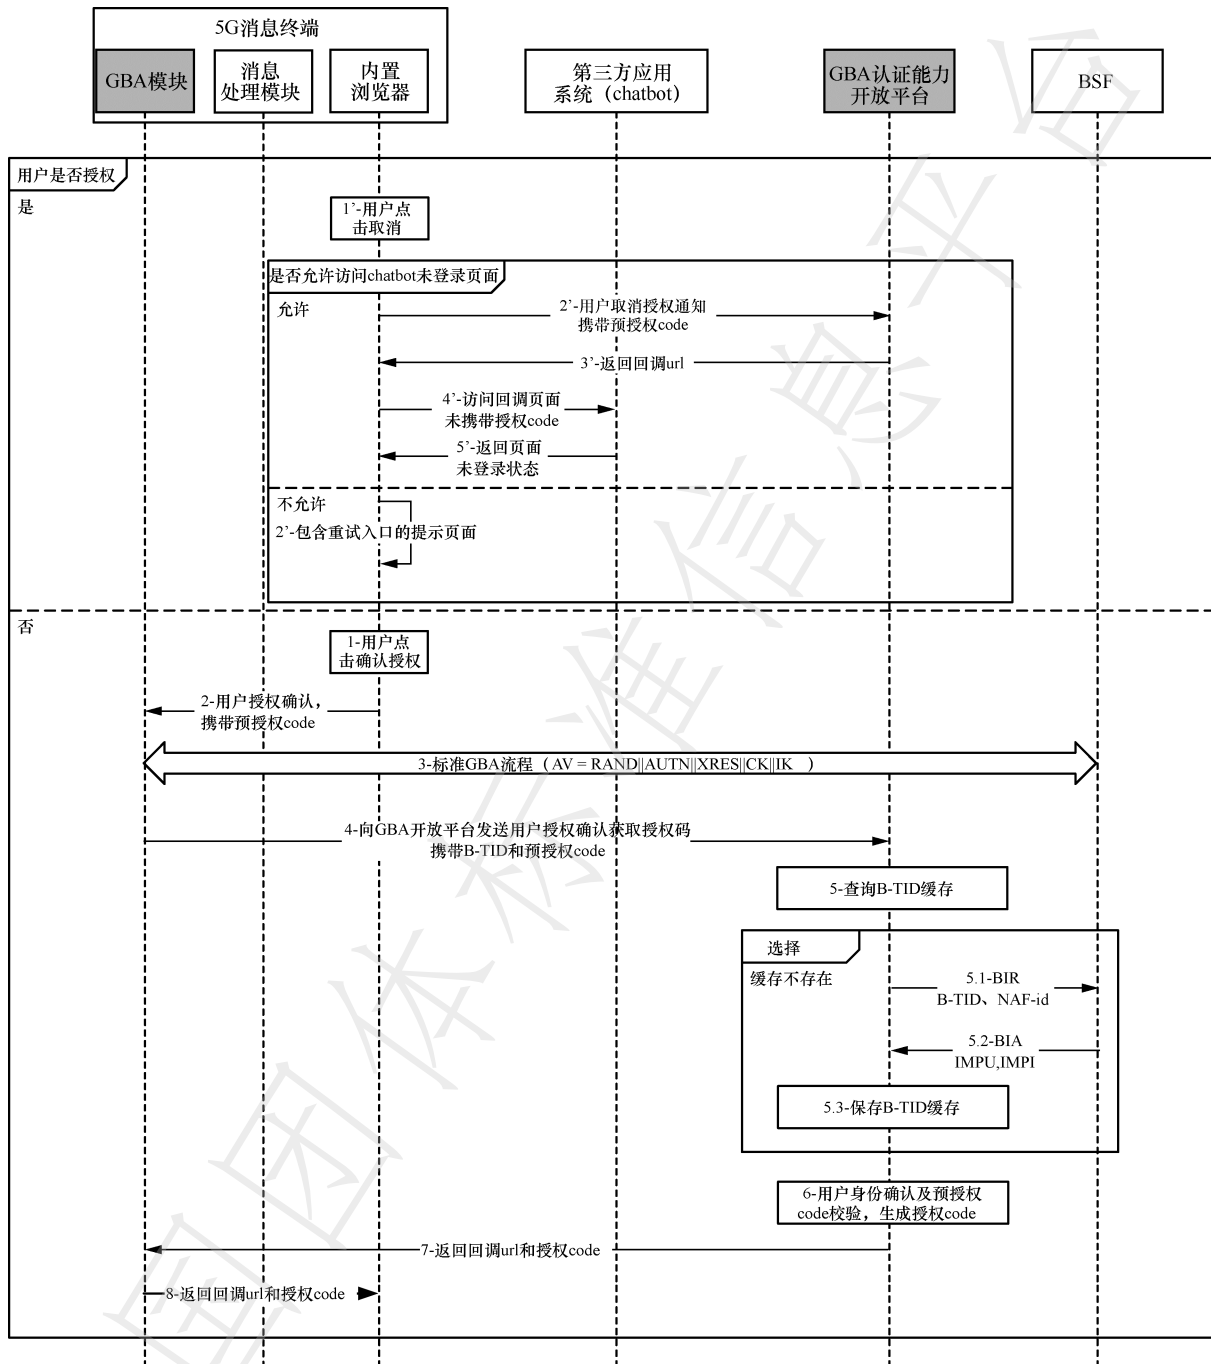 5G消息终端
GBA模块
消息
处理模块
内置
浏览器
第三方应用
系统（chatbot）
GBA认证能力
开放平台
BSF
用户是否授权
是
1’-用户点
击取消
是否允许访问chatbot未登录页面
允许
2’-用户取消授权通知
携带预授权code
3’-返回回调url
4’-访问回调页面
未携带授权code
5’-返回页面
未登录状态
不允许
2’-包含重试入口的提示页面
否
1-用户点
击确认授权
2-用户授权确认，
携带预授权code
3-标准GBA流程（AV = RAND||AUTN||XRES||CK||IK ）
4-向GBA开放平台发送用户授权确认获取授权码
携带B-TID和预授权code
5-查询B-TID缓存
选择
缓存不存在
5.1-BIR
B-TID、NAF-id
5.2-BIA
IMPU,IMPI
5.3-保存B-TID缓存
6-用户身份确认及预授权
code校验，生成授权code
7-返回回调url和授权code
8-返回回调url和授权code
国团体标准信息平台